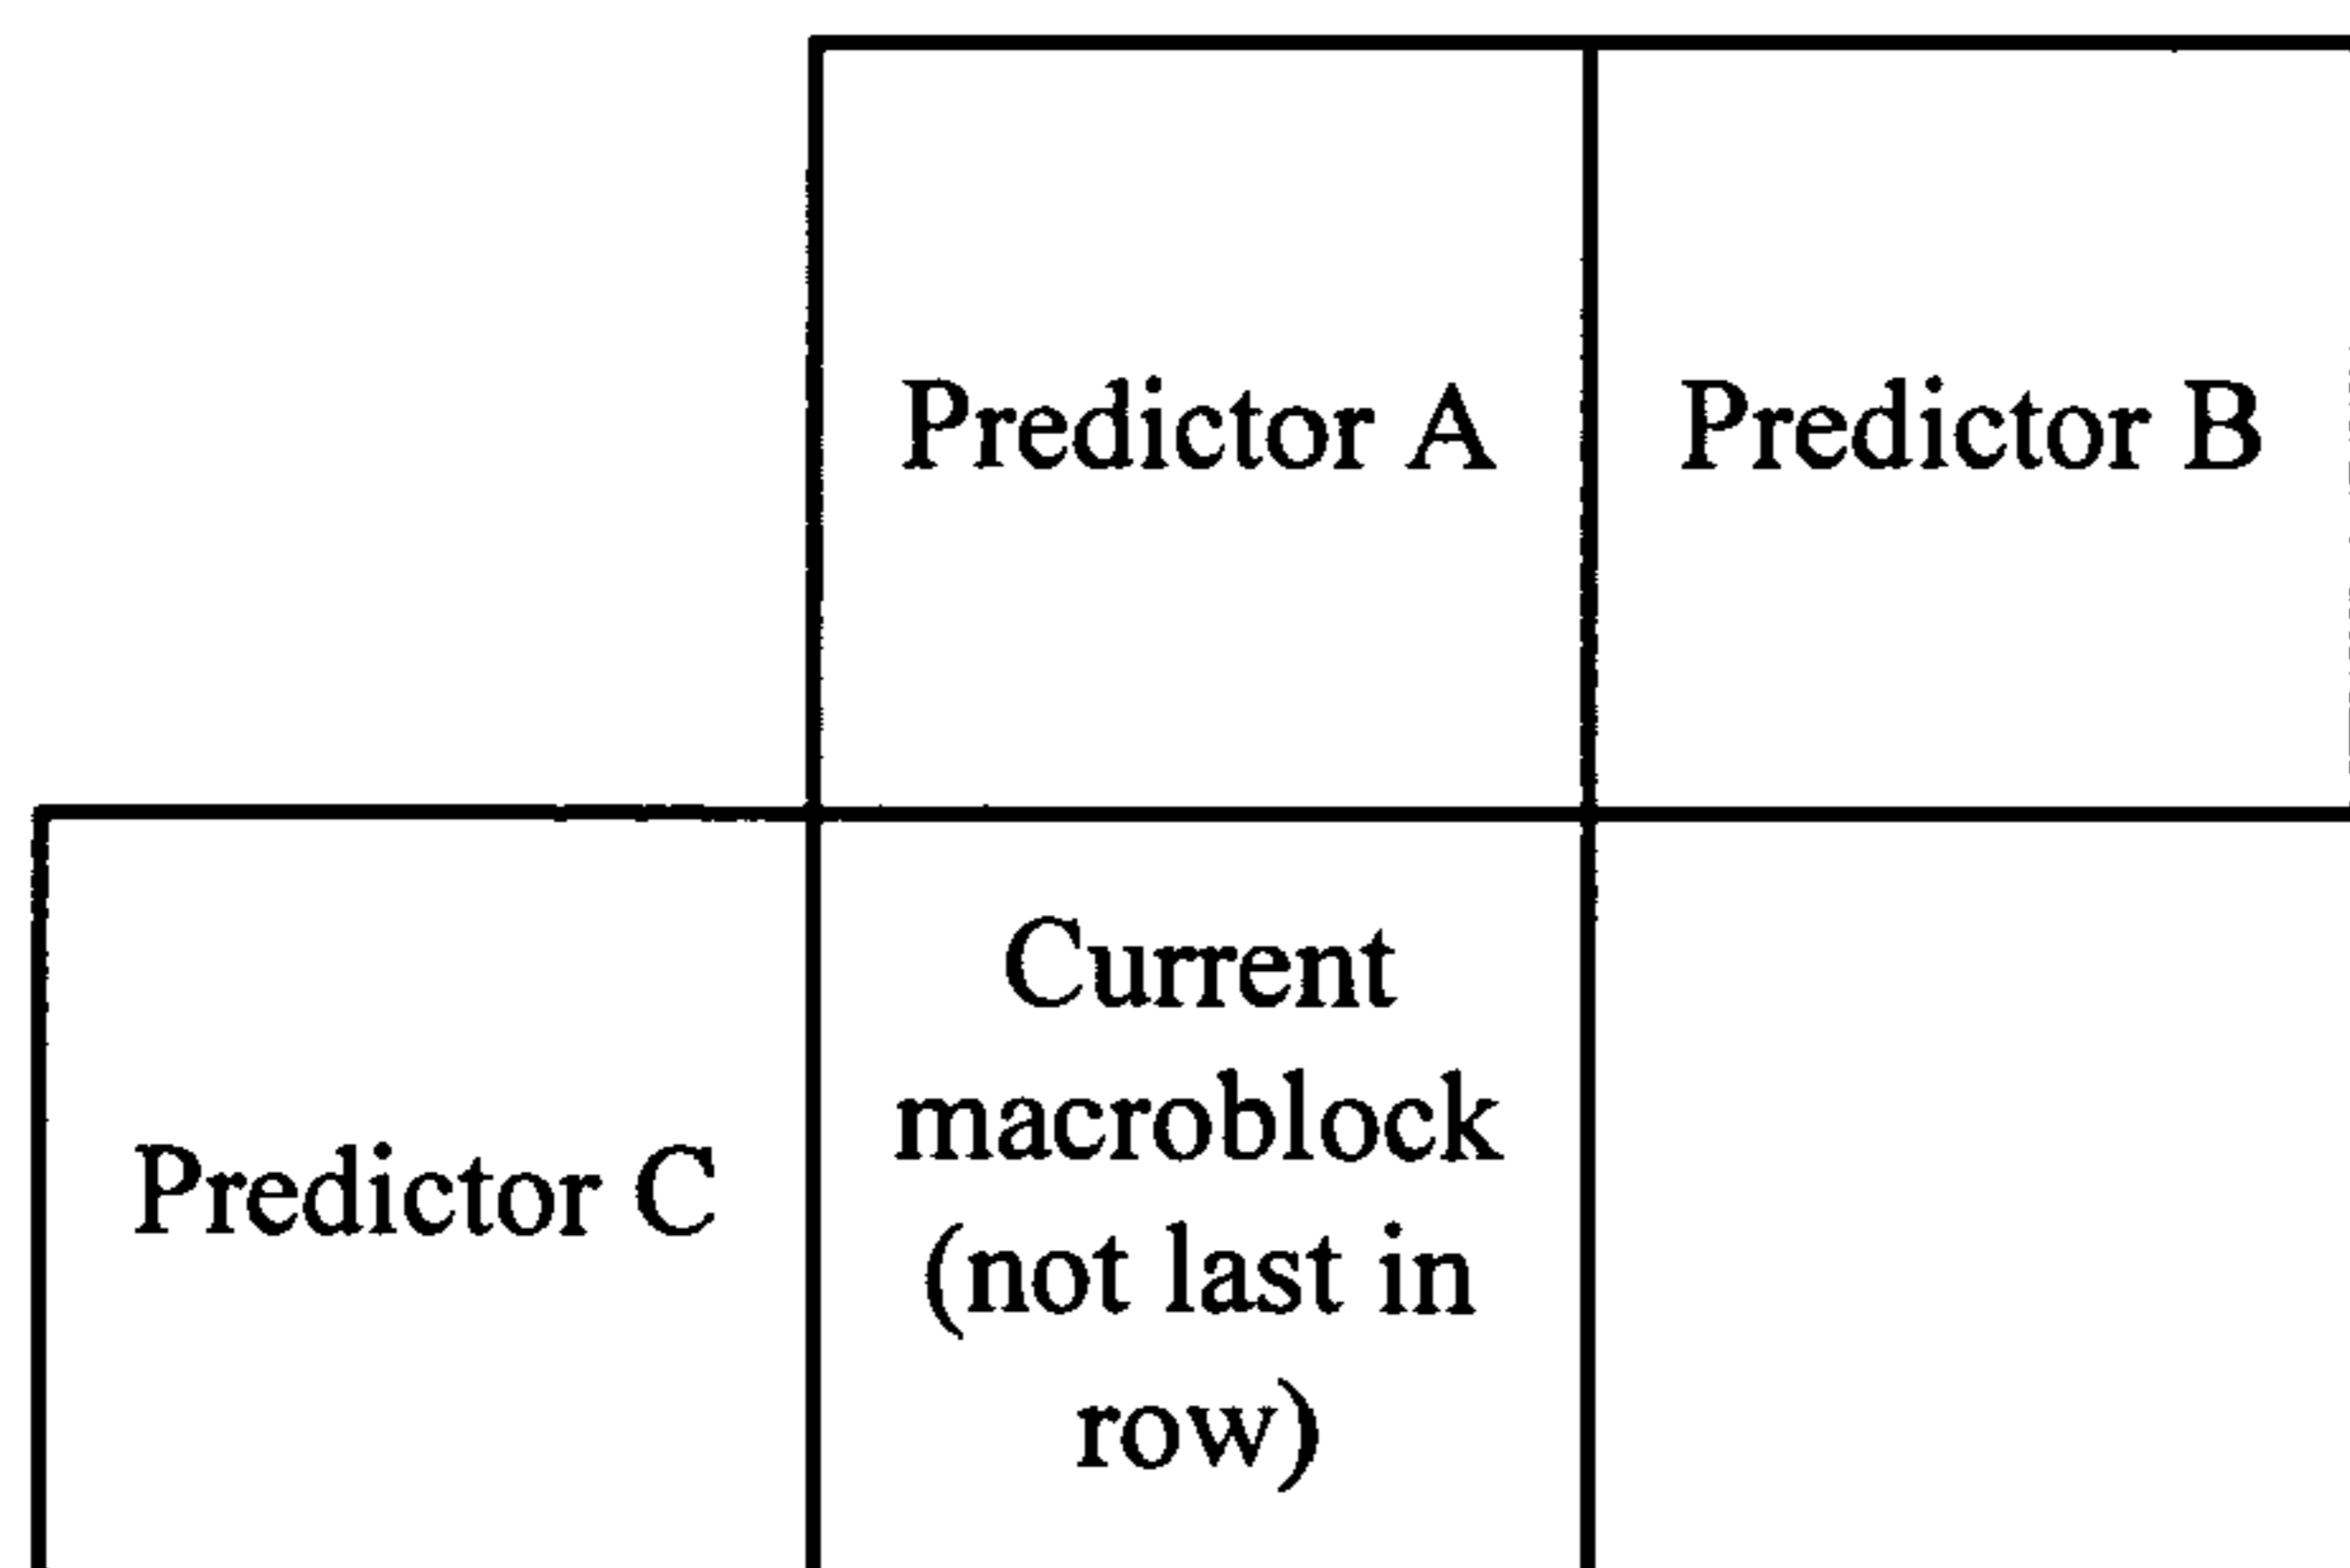 Predictor A
Predictor B
Predictor C
Current
macroblock
(not last in
row)